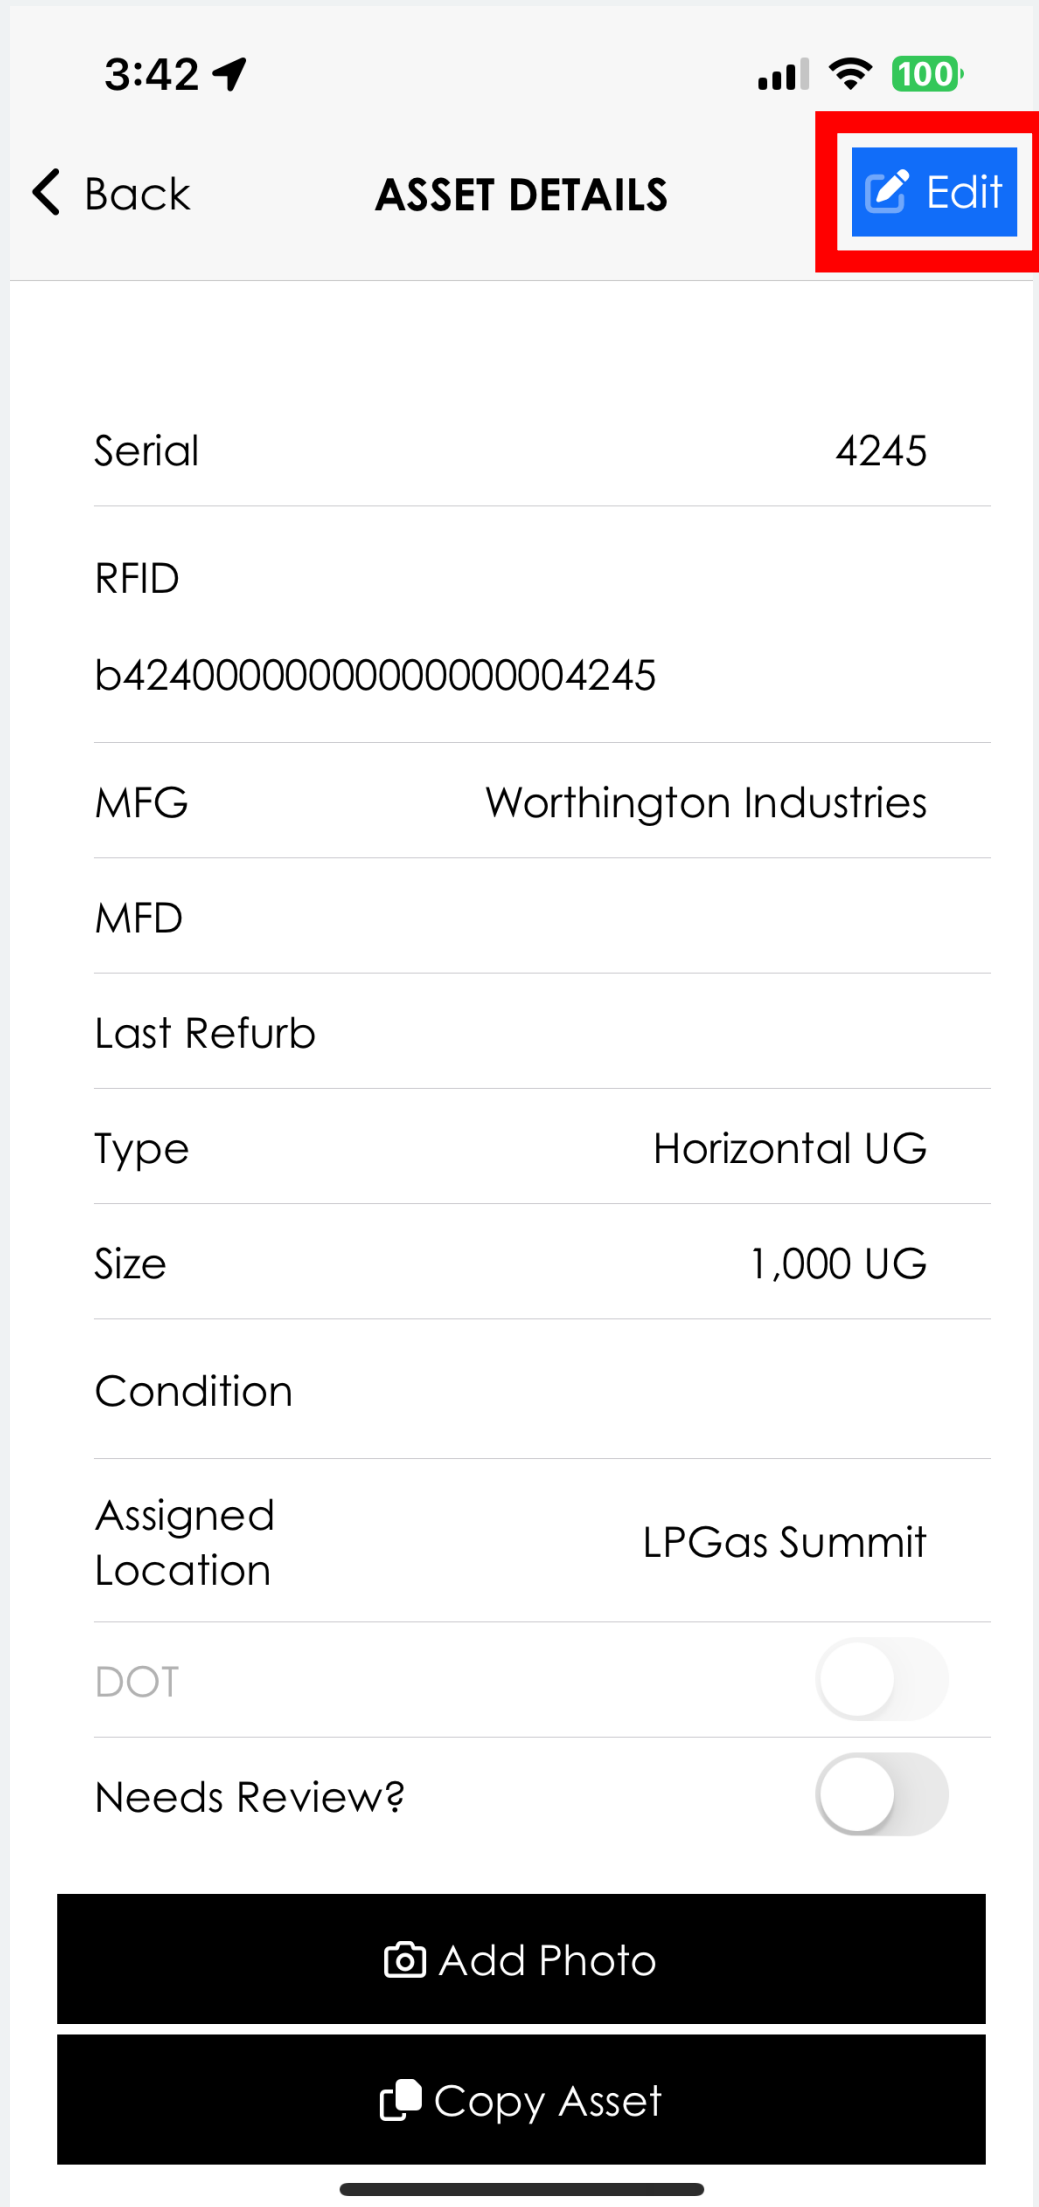 3:42
100
Back
ASSET DETAILS
Edit
Serial 4245
RFID
b42400000000000000004245
MFG Worthington Industries
MFD
Last Refurb
Type Horizontal UG
Size 1,000 UG
Condition
Assigned
Location
LPGas Summit
DOT
Needs Review?
Add Photo
Copy Asset